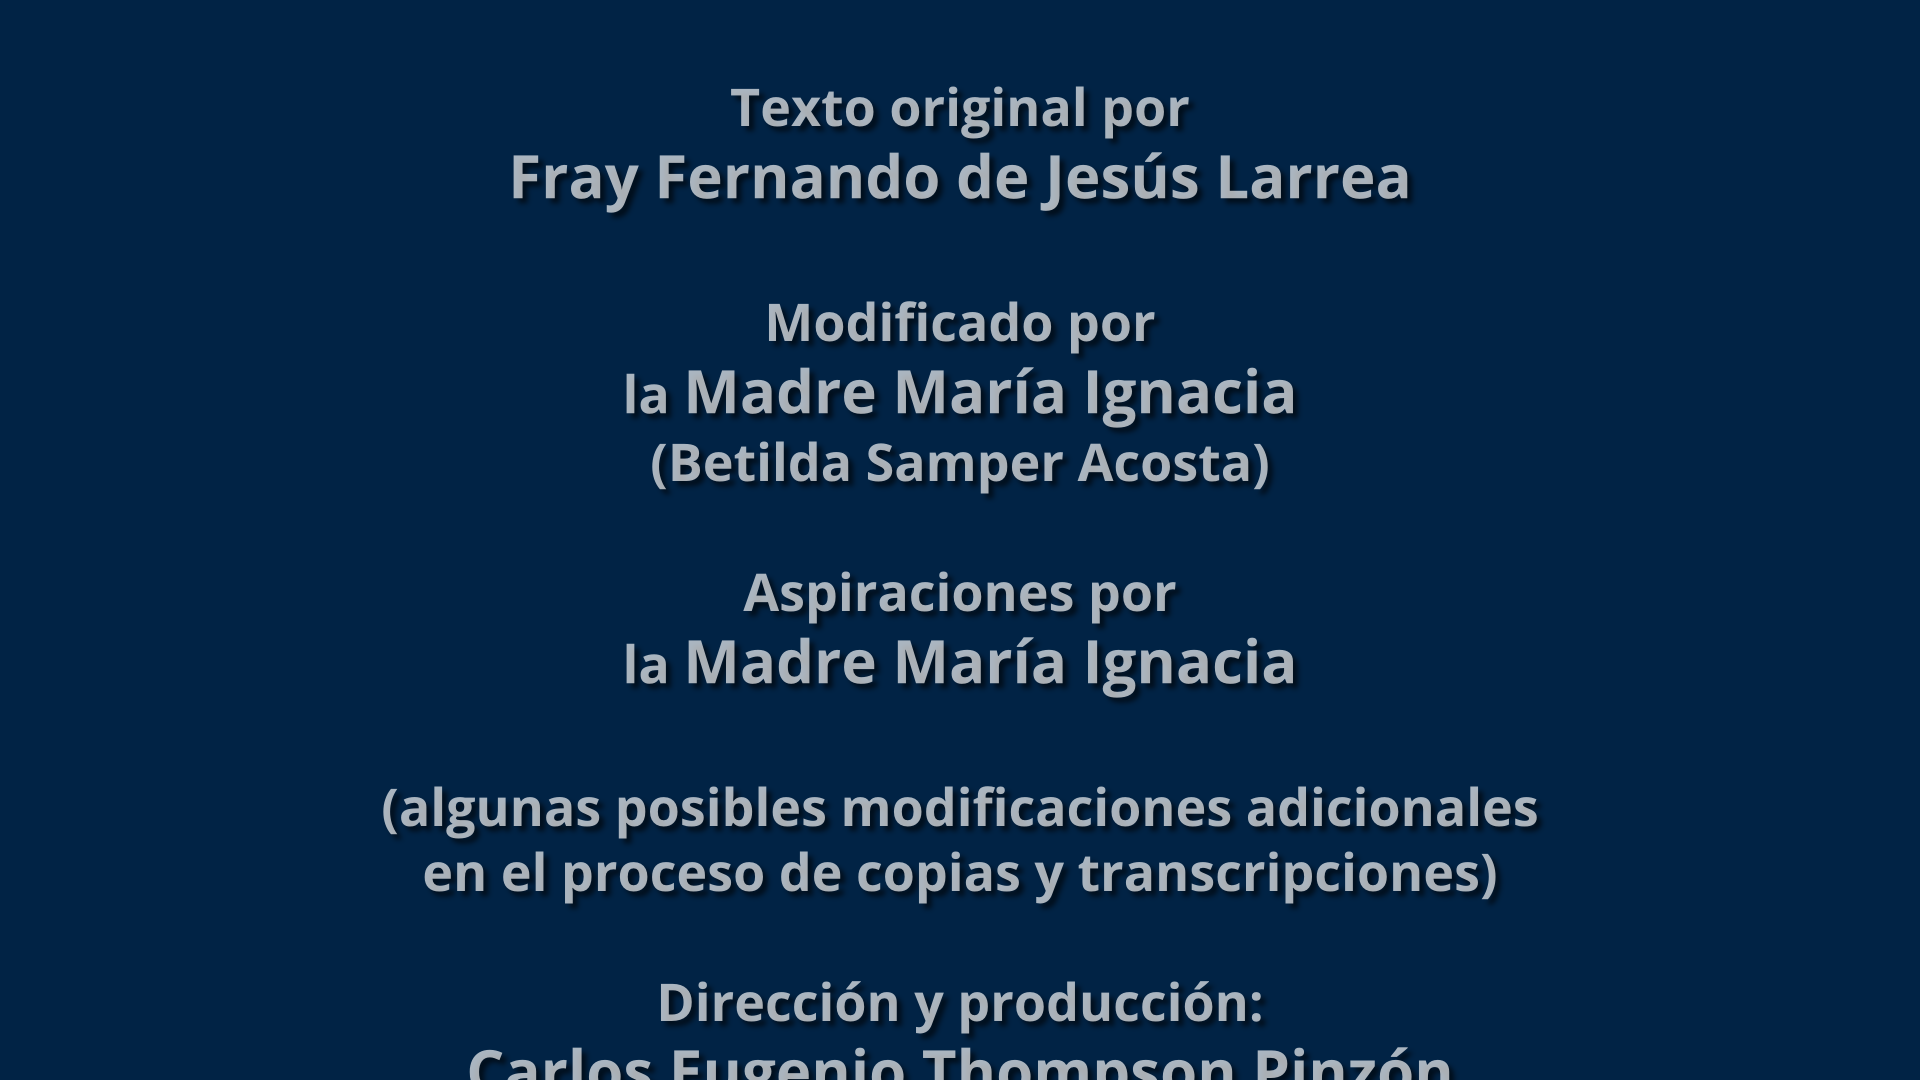 Texto original por
Fray Fernando de Jesús Larrea
Modificado por
la Madre María Ignacia
(Betilda Samper Acosta)
Aspiraciones por
la Madre María Ignacia
(algunas posibles modificaciones adicionales
en el proceso de copias y transcripciones)
Dirección y producción:
Carlos Eugenio Thompson Pinzón